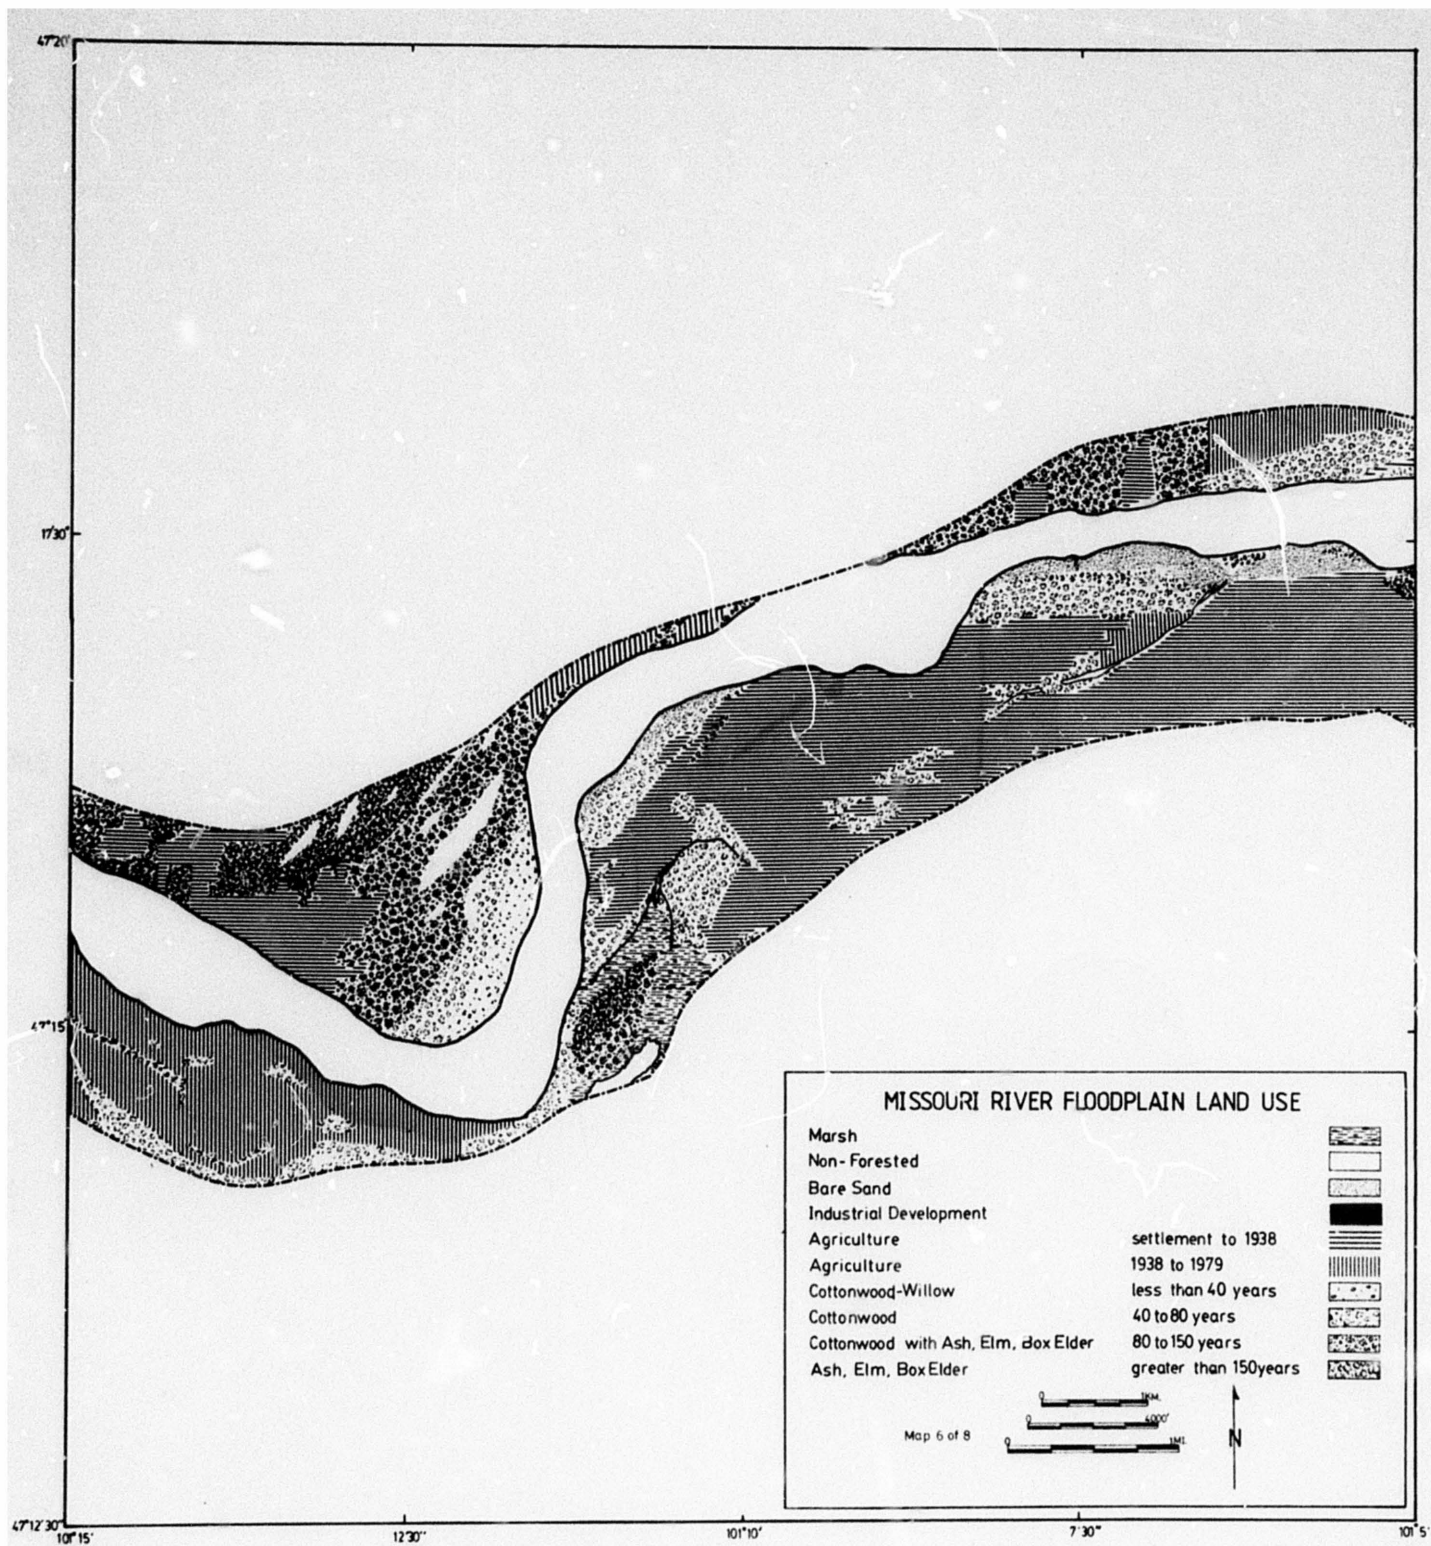 47°20'
17'30"
47°15'
47°12'30"
101°15'
12'30"
101°10'
7'30"
101°5'
MISSOURI RIVER FLOODPLAIN LAND USE
Marsh
Non-Forested
Bare Sand
Industrial Development
Agriculture settlement to 1938
Agriculture 1938 to 1979
Cottonwood-Willow less than 40 years
Cottonwood 40 to 80 years
Cottonwood with Ash, Elm, Box Elder 80 to 150 years
Ash, Elm, Box Elder greater than 150 years
0 1KM.
0 4000'
Map 6 of 8
0 1MI.
N